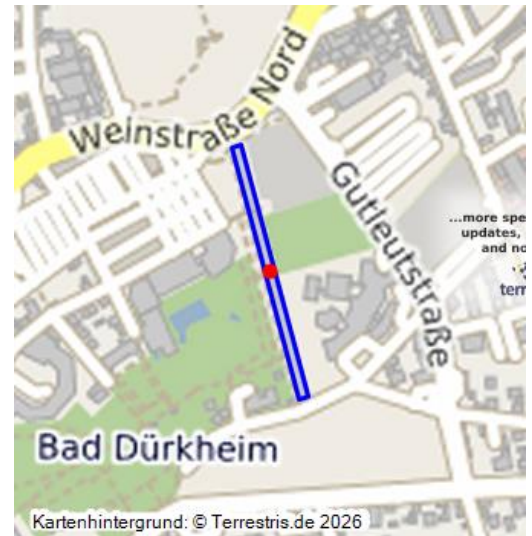 Weinstraße Nord
Gutleutstraße
...more spe
updates,
and no
terr
Bad Dürkheim
Kartenhintergrund: © Terrestris.de 2026